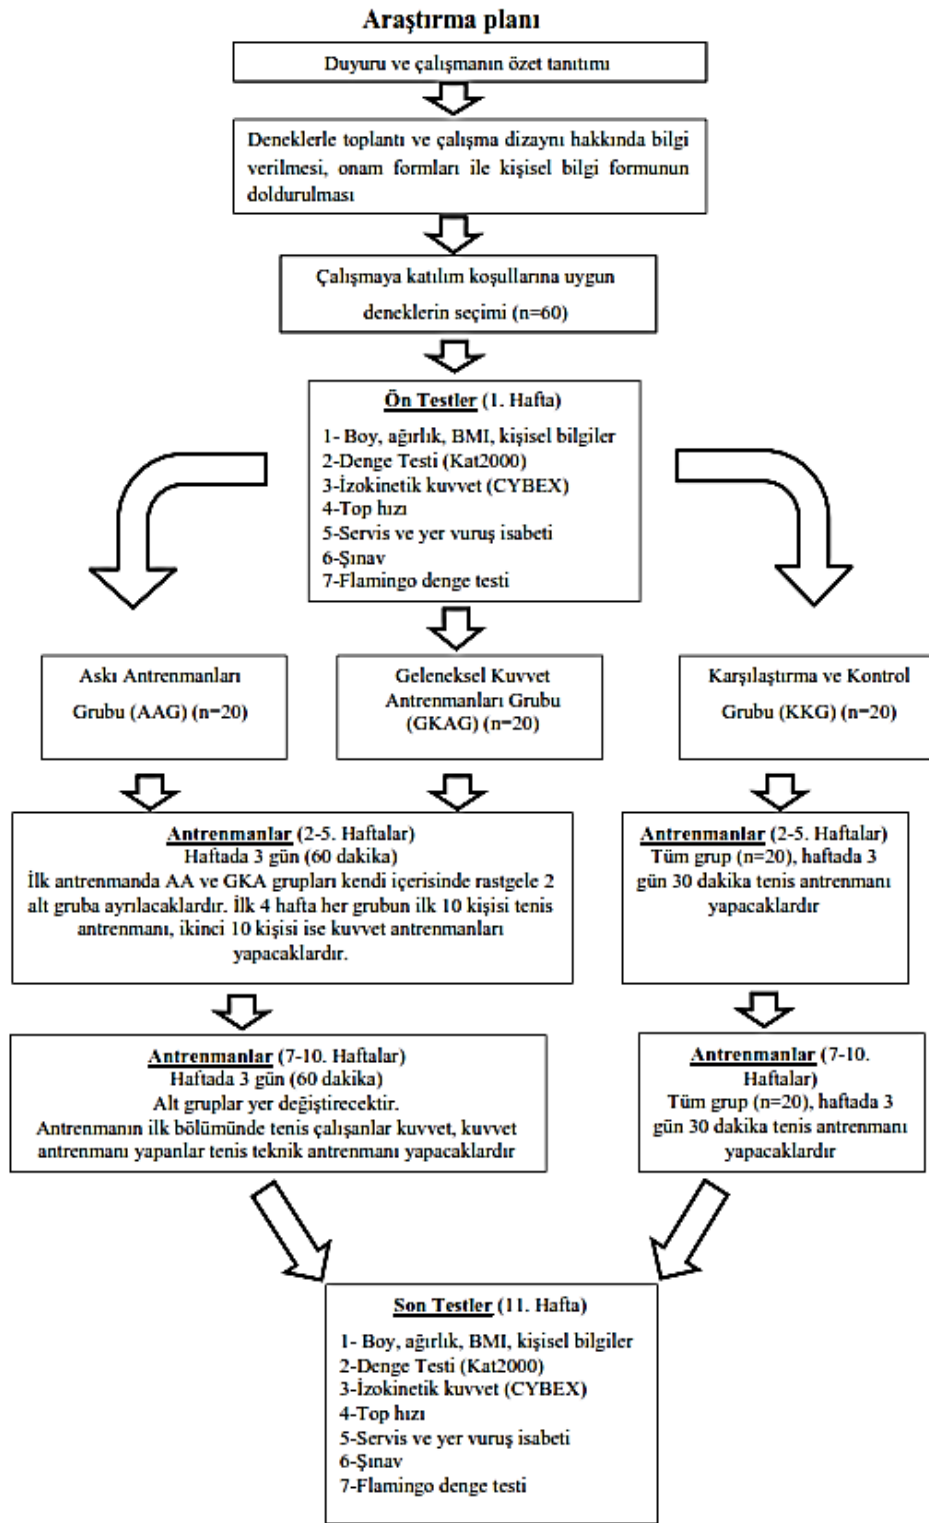 Araştırma planı
Duyuru ve çalışmanın özet tanıtımı
Deneklerle toplantı ve çalışma dizaynı hakkında bilgi
verilmesi, onam formları ile kişisel bilgi formunun
doldurulması
Çalışmaya katılım koşullarına uygun
deneklerin seçimi (n=60)
Ön Testler (1. Hafta)
1- Boy, ağırlık, BMI, kişisel bilgiler
2-Denge Testi (Kat2000)
3-İzokinetik kuvvet (CYBEX)
4-Top hızı
5-Servis ve yer vuruş isabeti
6-Şınav
7-Flamingo denge testi
Askı Antrenmanları
Grubu (AAG) (n=20)
Geleneksel Kuvvet
Antrenmanları Grubu
(GKAG) (n=20)
Karşılaştırma ve Kontrol
Grubu (KKG) (n=20)
Antrenmanlar (2-5. Haftalar)
Haftada 3 gün (60 dakika)
İlk antrenmanda AA ve GKA grupları kendi içerisinde rastgele 2
alt gruba ayrılacaklardır. İlk 4 hafta her grubun ilk 10 kişisi tenis
antrenmanı, ikinci 10 kişisi ise kuvvet antrenmanları
yapacaklardır.
Antrenmanlar (2-5. Haftalar)
Tüm grup (n=20), haftada 3
gün 30 dakika tenis antrenmanı
yapacaklardır
Antrenmanlar (7-10. Haftalar)
Haftada 3 gün (60 dakika)
Alt gruplar yer değiştirecektir.
Antrenmanın ilk bölümünde tenis çalışanlar kuvvet, kuvvet
antrenmanı yapanlar tenis teknik antrenmanı yapacaklardır
Antrenmanlar (7-10.
Haftalar)
Tüm grup (n=20), haftada 3
gün 30 dakika tenis antrenmanı
yapacaklardır
Son Testler (11. Hafta)
1- Boy, ağırlık, BMI, kişisel bilgiler
2-Denge Testi (Kat2000)
3-İzokinetik kuvvet (CYBEX)
4-Top hızı
5-Servis ve yer vuruş isabeti
6-Şınav
7-Flamingo denge testi